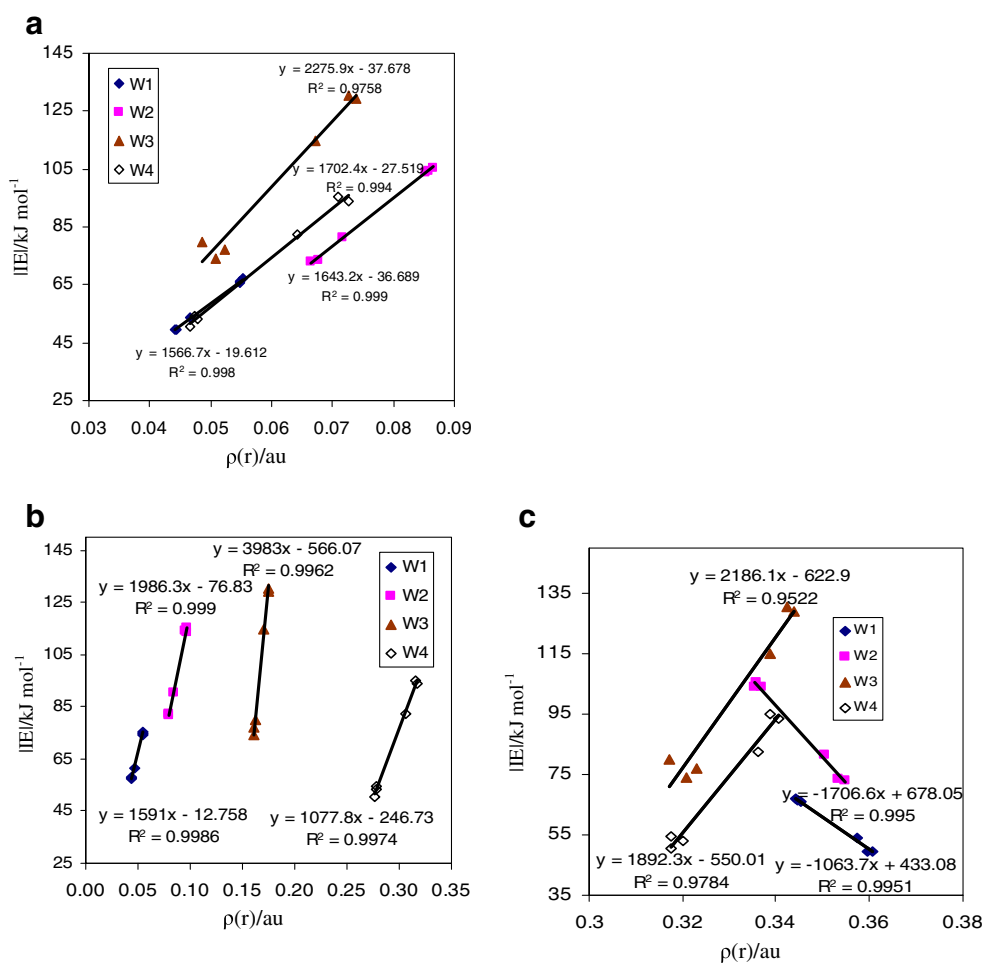 a
145
125
105
85
65
45
25
|IE|/kJ mol⁻¹
W1
W2
W3
W4
y = 2275.9x - 37.678
R² = 0.9758
y = 1702.4x - 27.519
R² = 0.994
y = 1643.2x - 36.689
R² = 0.999
y = 1566.7x - 19.612
R² = 0.998
0.03 0.04 0.05 0.06 0.07 0.08 0.09
ρ(r)/au
b
145
125
105
85
65
45
25
|IE|/kJ mol⁻¹
y = 3983x - 566.07
R² = 0.9962
y = 1986.3x - 76.83
R² = 0.999
W1
W2
W3
W4
y = 1591x - 12.758
R² = 0.9986
y = 1077.8x - 246.73
R² = 0.9974
0.00 0.05 0.10 0.15 0.20 0.25 0.30 0.35
ρ(r)/au
c
135
115
95
75
55
35
|IE|/kJ mol⁻¹
y = 2186.1x - 622.9
R² = 0.9522
W1
W2
W3
W4
y = -1706.6x + 678.05
R² = 0.995
y = 1892.3x - 550.01
R² = 0.9784
y = -1063.7x + 433.08
R² = 0.9951
0.3 0.32 0.34 0.36 0.38
ρ(r)/au